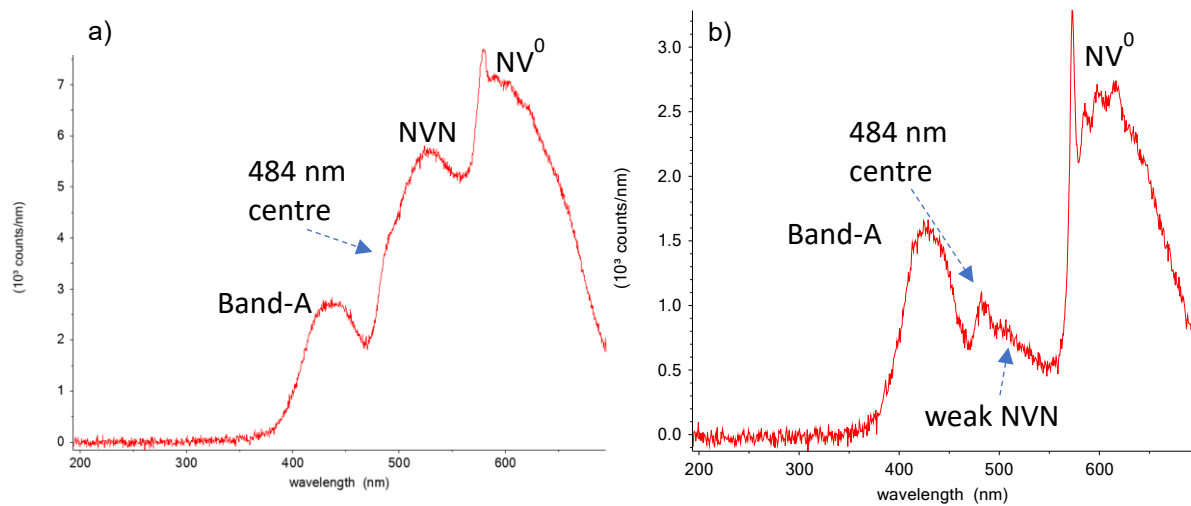 a)
NV⁰
NVN
484 nm
centre
Band-A
(10³ counts/nm)
7
6
5
4
3
2
1
0
200
300
400
500
600
wavelength (nm)
b)
NV⁰
484 nm
centre
Band-A
weak NVN
(10³ counts/nm)
3.0
2.5
2.0
1.5
1.0
0.5
0.0
200
300
400
500
600
wavelength (nm)